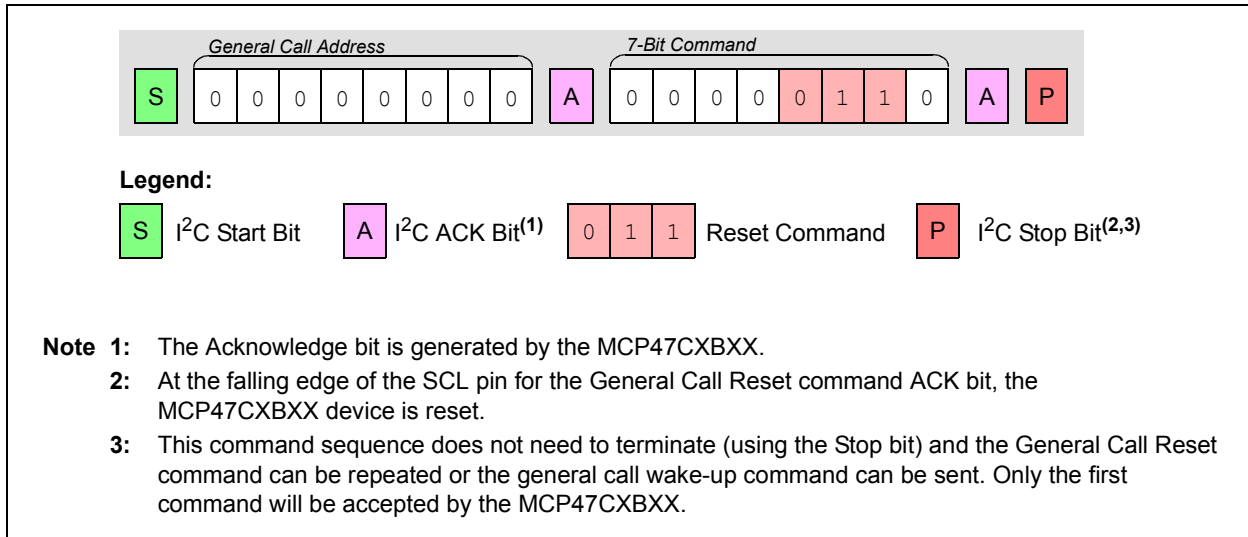 General Call Address 7-Bit Command
S 0 0 0 0 0 0 0 0 A 0 0 0 0 0 1 1 0 A P
Legend:
S I2C Start Bit A I2C ACK Bit(1) 0 1 1 Reset Command P I2C Stop Bit(2,3)
Note 1: The Acknowledge bit is generated by the MCP47CXBXX.
2: At the falling edge of the SCL pin for the General Call Reset command ACK bit, the
MCP47CXBXX device is reset.
3: This command sequence does not need to terminate (using the Stop bit) and the General Call Reset
command can be repeated or the general call wake-up command can be sent. Only the first
command will be accepted by the MCP47CXBXX.